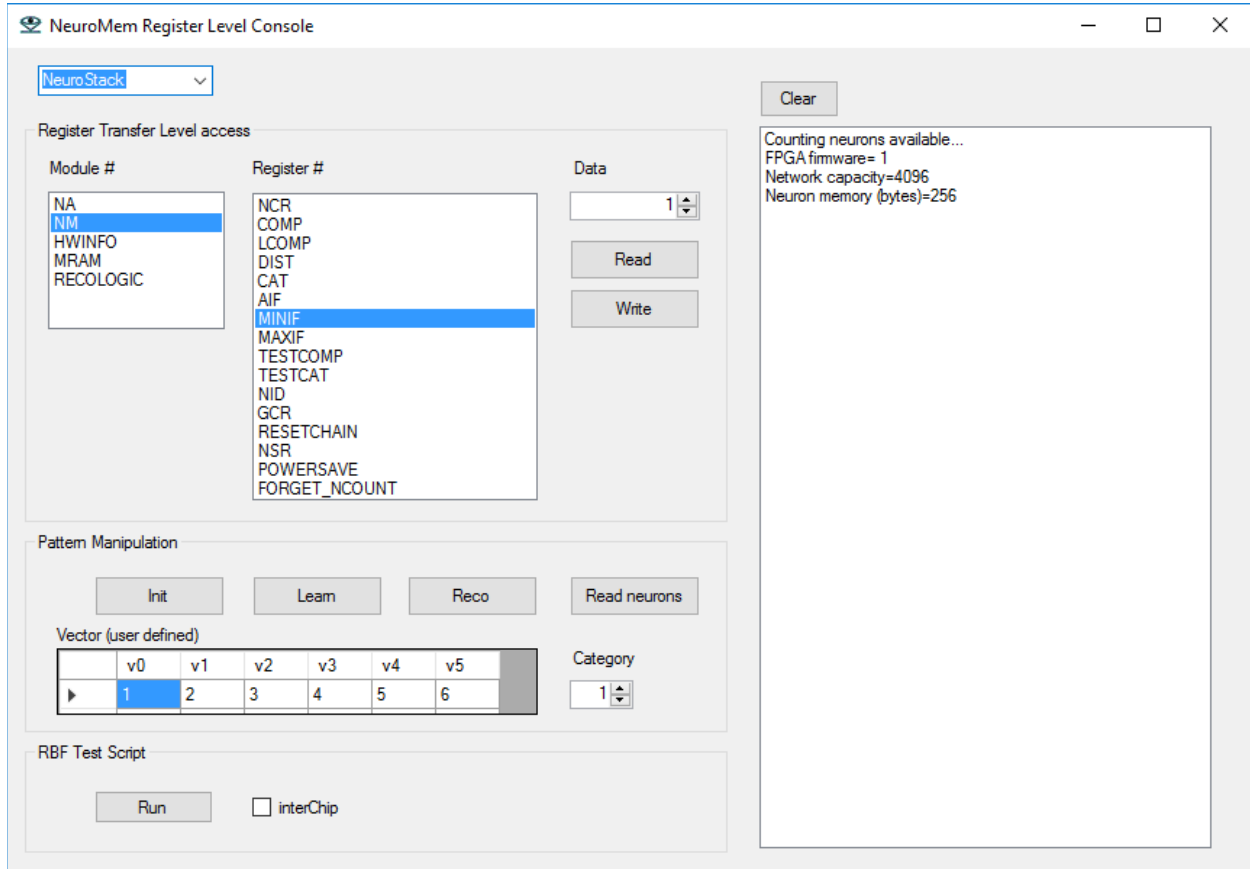 NeuroMem Register Level Console
NeuroStack
Clear
Register Transfer Level access
Module #
Register #
Data
NA
NM
HWINFO
MRAM
RECOLOGIC
NCR
COMP
LCOMP
DIST
CAT
AIF
MINIF
MAXIF
TESTCOMP
TESTCAT
NID
GCR
RESETCHAIN
NSR
POWERSAVE
FORGET_NCOUNT
1
Read
Write
Counting neurons available...
FPGA firmware= 1
Network capacity=4096
Neuron memory (bytes)=256
Pattern Manipulation
Init Learn Reco Read neurons
Vector (user defined)
v0 v1 v2 v3 v4 v5
1 2 3 4 5 6
Category
1
RBF Test Script
Run interChip